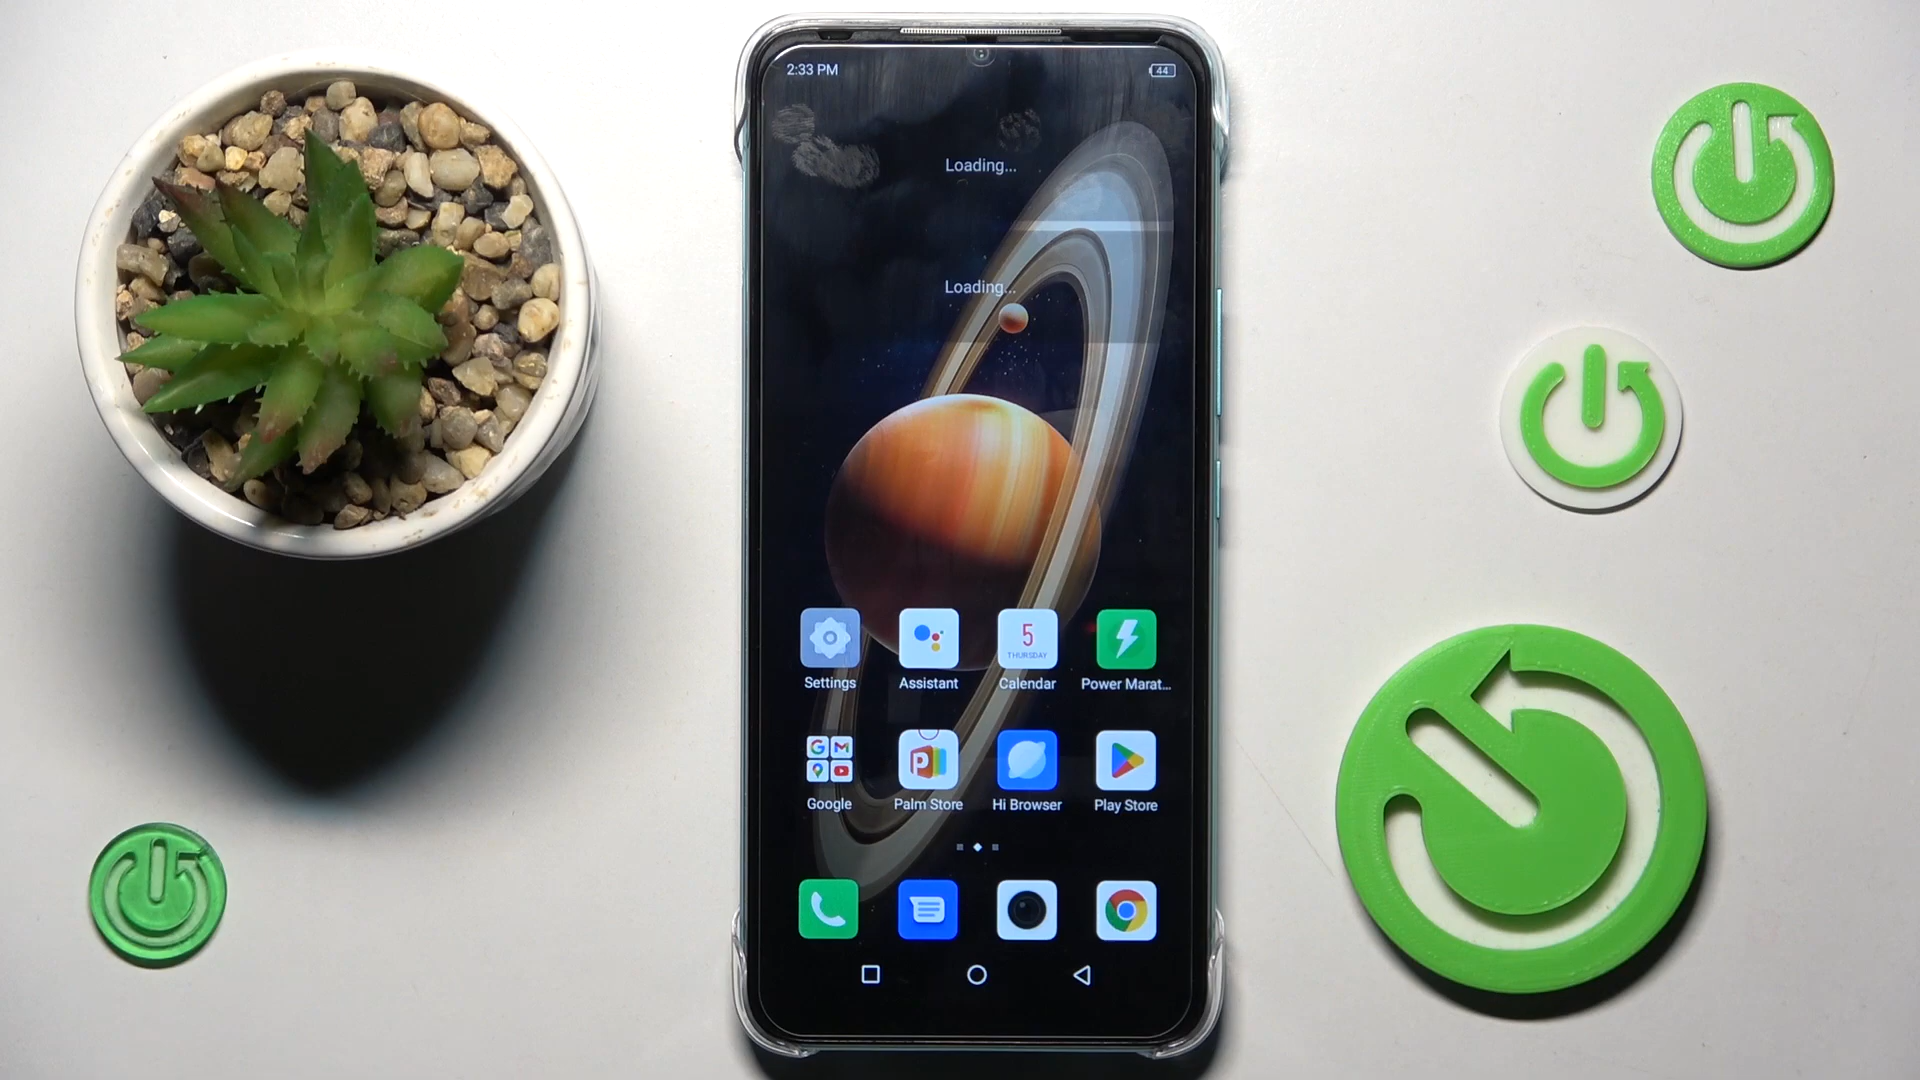 2:33 PM
44
Loading...
Loading...
5
THURSDAY
Settings
Assistant
Calendar
Power Marat...
Google
Palm Store
Hi Browser
Play Store